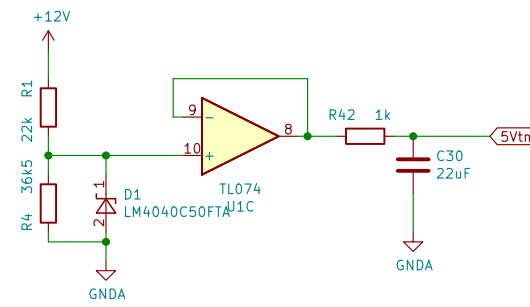 +12V
R1
22k
9
8
10
TL074
U1C
R42 1k
5Vtn
C30
22uF
36k5
R4
1
2
D1
LM4040C50FTA
GNDA
GNDA